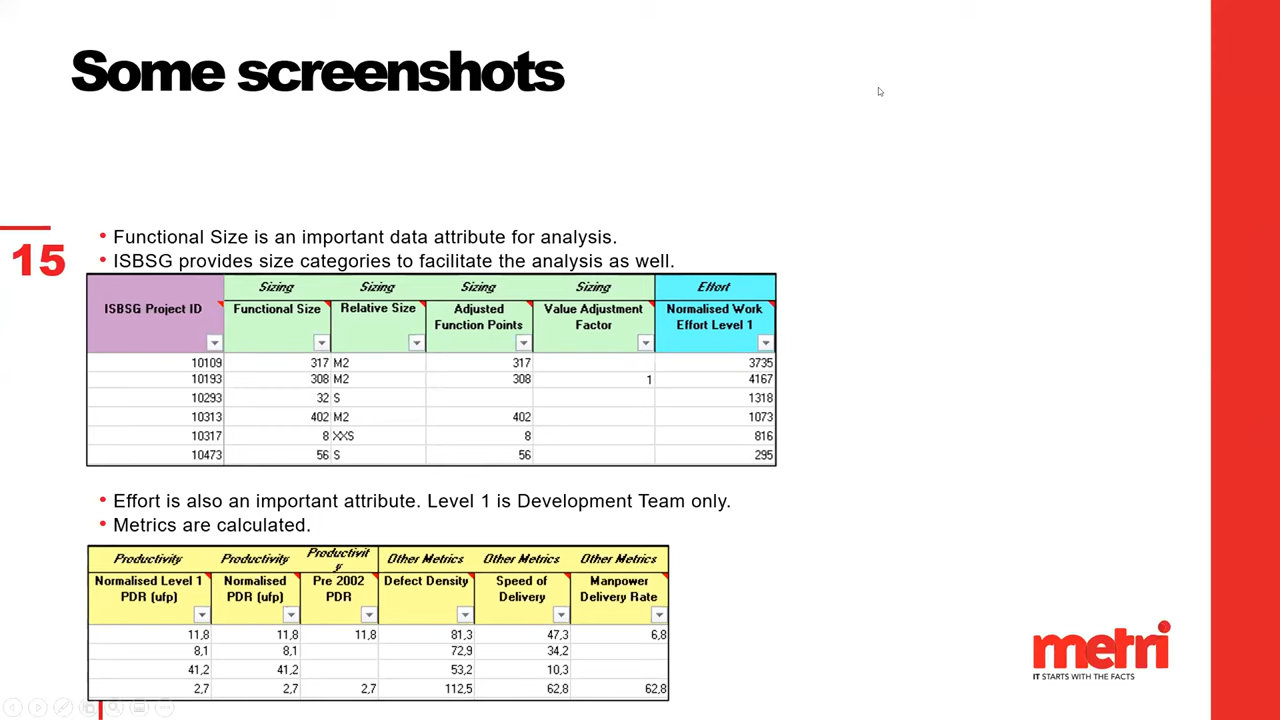 Some screenshots
15
• Functional Size is an important data attribute for analysis.
• ISBSG provides size categories to facilitate the analysis as well.
Sizing Sizing Sizing Sizing Effort
ISBSG Project ID Functional Size Relative Size Adjusted Function Points Value Adjustment Factor Normalised Work Effort Level 1
10109 317 M2 317 3735
10193 308 M2 308 1 4167
10293 32 S 1318
10313 402 M2 402 1073
10317 8 XXS 8 816
10473 56 S 56 295
• Effort is also an important attribute. Level 1 is Development Team only.
• Metrics are calculated.
Productivity Productivity Productivity Other Metrics Other Metrics Other Metrics
Normalised Level 1 PDR (ufp) Normalised PDR (ufp) Pre 2002 PDR Defect Density Speed of Delivery Manpower Delivery Rate
11,8 11,8 11,8 81,3 47,3 6,8
8,1 8,1 72,9 34,2
41,2 41,2 53,2 10,3
2,7 2,7 2,7 112,5 62,8 62,8
metri
IT STARTS WITH THE FACTS